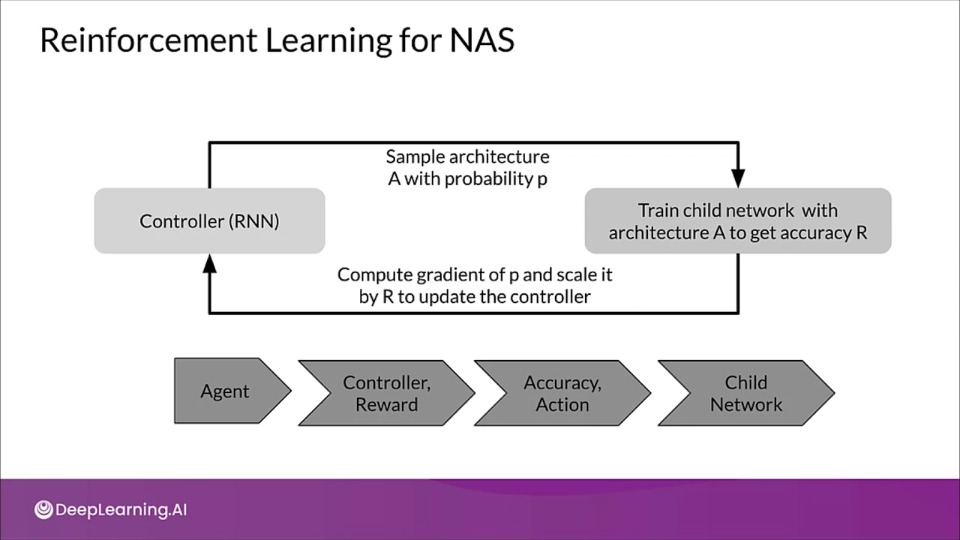 Reinforcement Learning for NAS
Sample architecture
A with probability p
Controller (RNN)
Train child network with
architecture A to get accuracy R
Compute gradient of p and scale it
by R to update the controller
Agent
Controller,
Reward
Accuracy,
Action
Child
Network
DeepLearning.AI